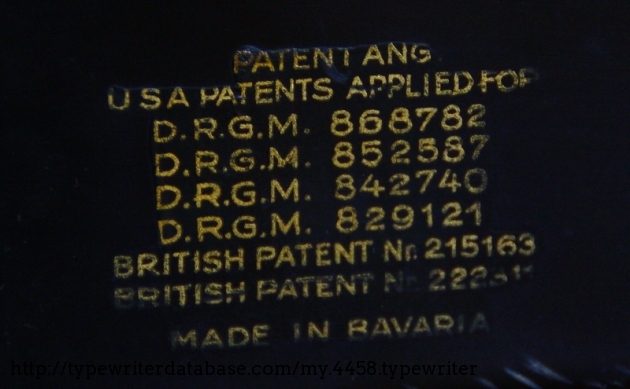 PATENT ANG.
U S A PATENTS APPLIED FOR
D.R.G.M. 868782
D.R.G.M. 852587
D.R.G.M. 842740
D.R.G.M. 829121
BRITISH PATENT Nr. 215163
BRITISH PATENT Nr.
MADE IN BAVARIA
http://typewriterdatabase.com/my.4458.typewriter